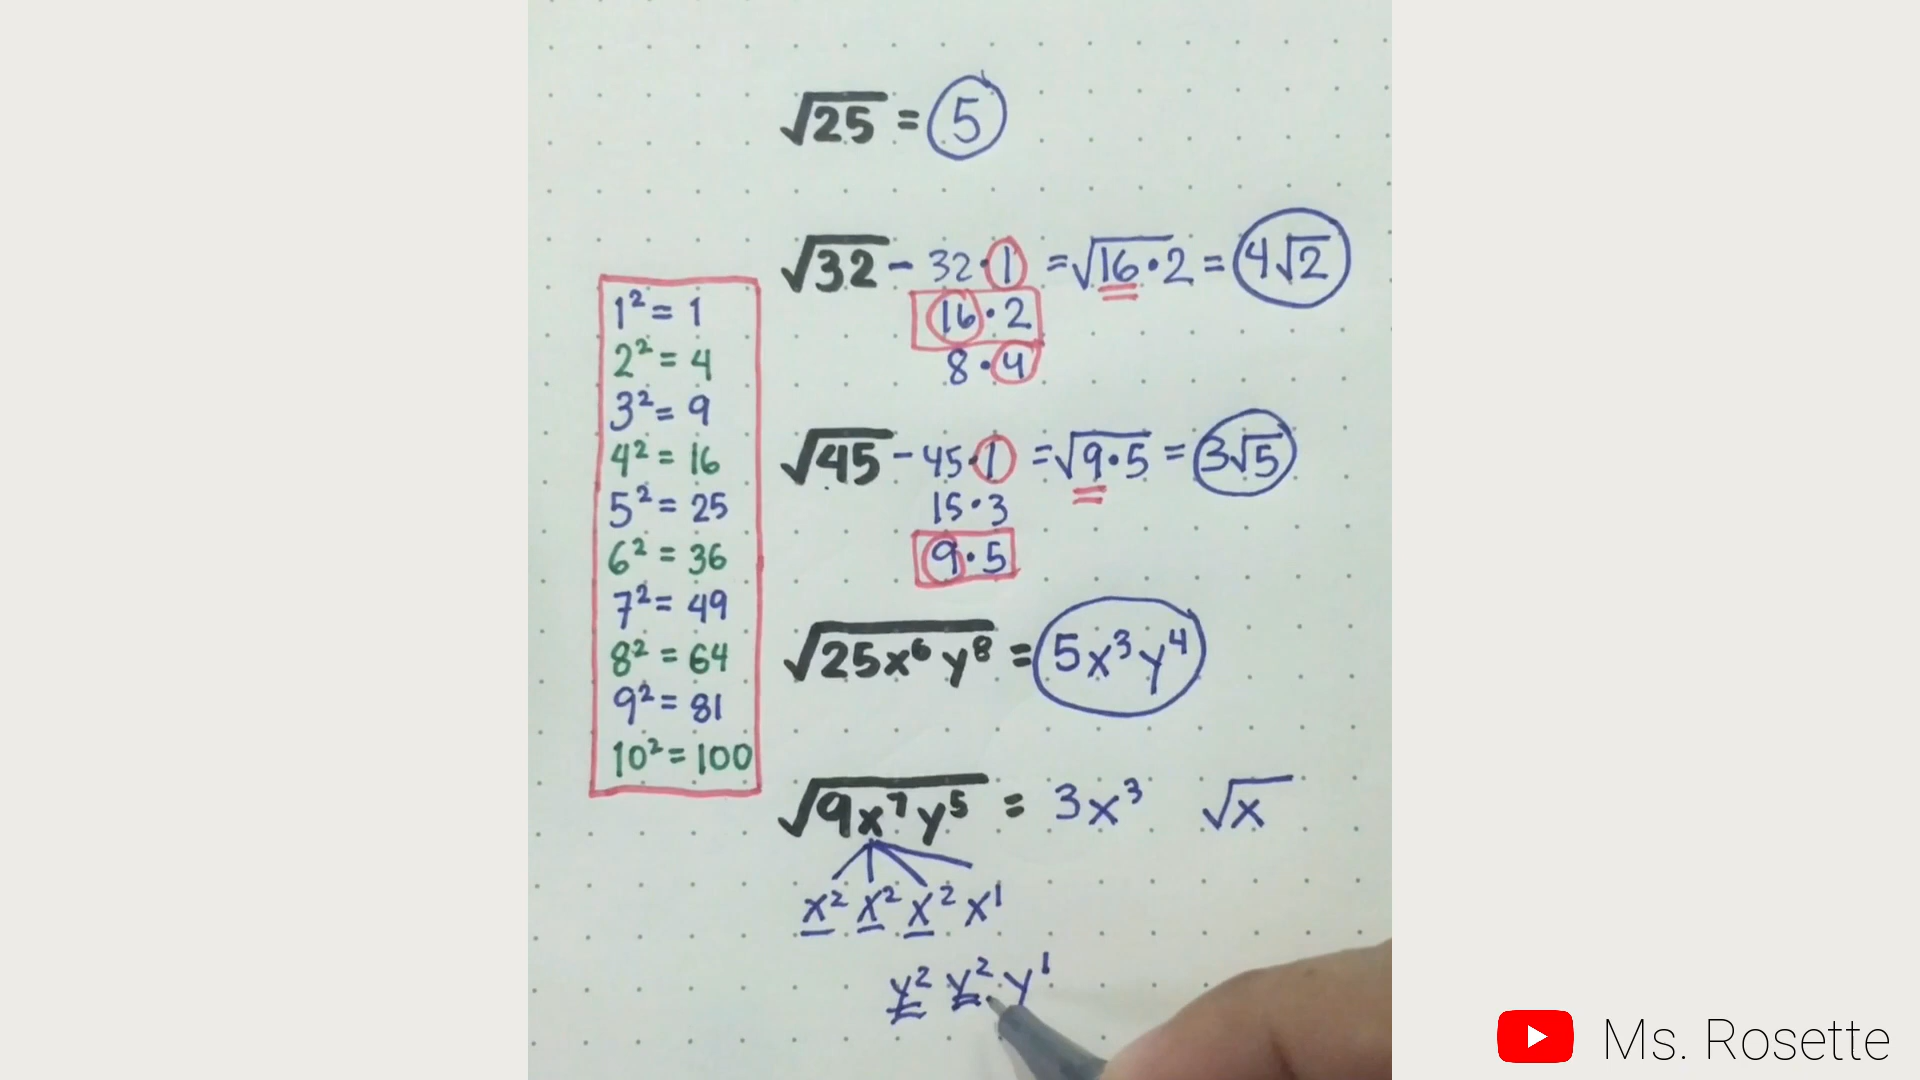 √25 = 5
√32 - 32·1 = √16·2 = 4√2
16·2
8·4
1² = 1
2² = 4
3² = 9
4² = 16
5² = 25
6² = 36
7² = 49
8² = 64
9² = 81
10² = 100
√45 - 45·1 = √9·5 = 3√5
15·3
9·5
√25x⁶y⁸ = 5x³y⁴
√9x⁷y⁵ = 3x³ √x
x² x² x² x¹
y² y² y¹
Ms. Rosette